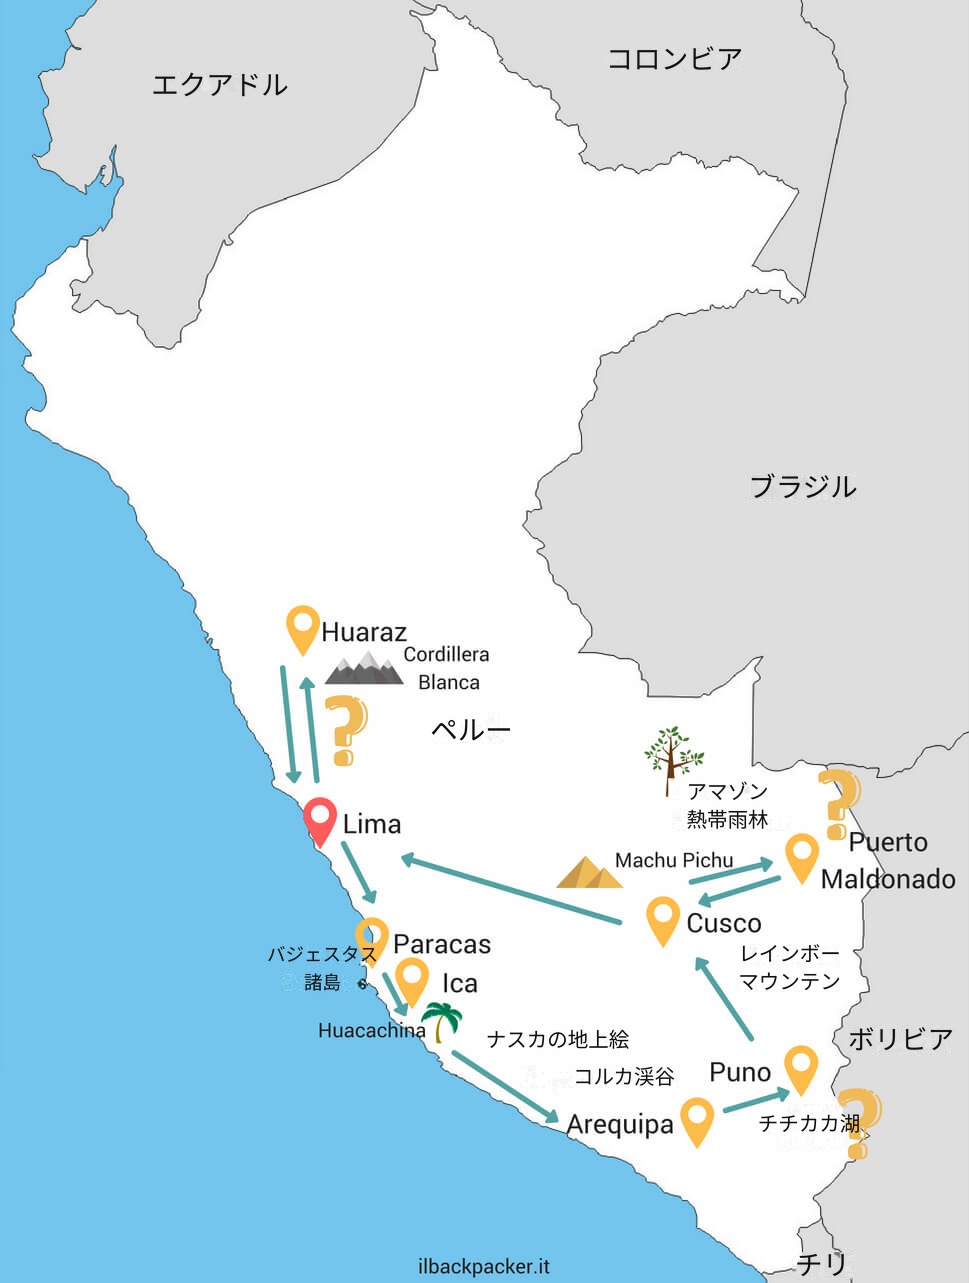 コロンビア
エクアドル
ブラジル
Huaraz
Cordillera
Blanca
ペルー
アマゾン
熱帯雨林
Lima
Puerto
Maldonado
Machu Pichu
Cusco
Paracas
バジェスタス
諸島
レインボー
マウンテン
Ica
Huacachina
ナスカの地上絵
ボリビア
コルカ渓谷
Puno
Arequipa
チチカカ湖
チリ
ilbackpacker.it